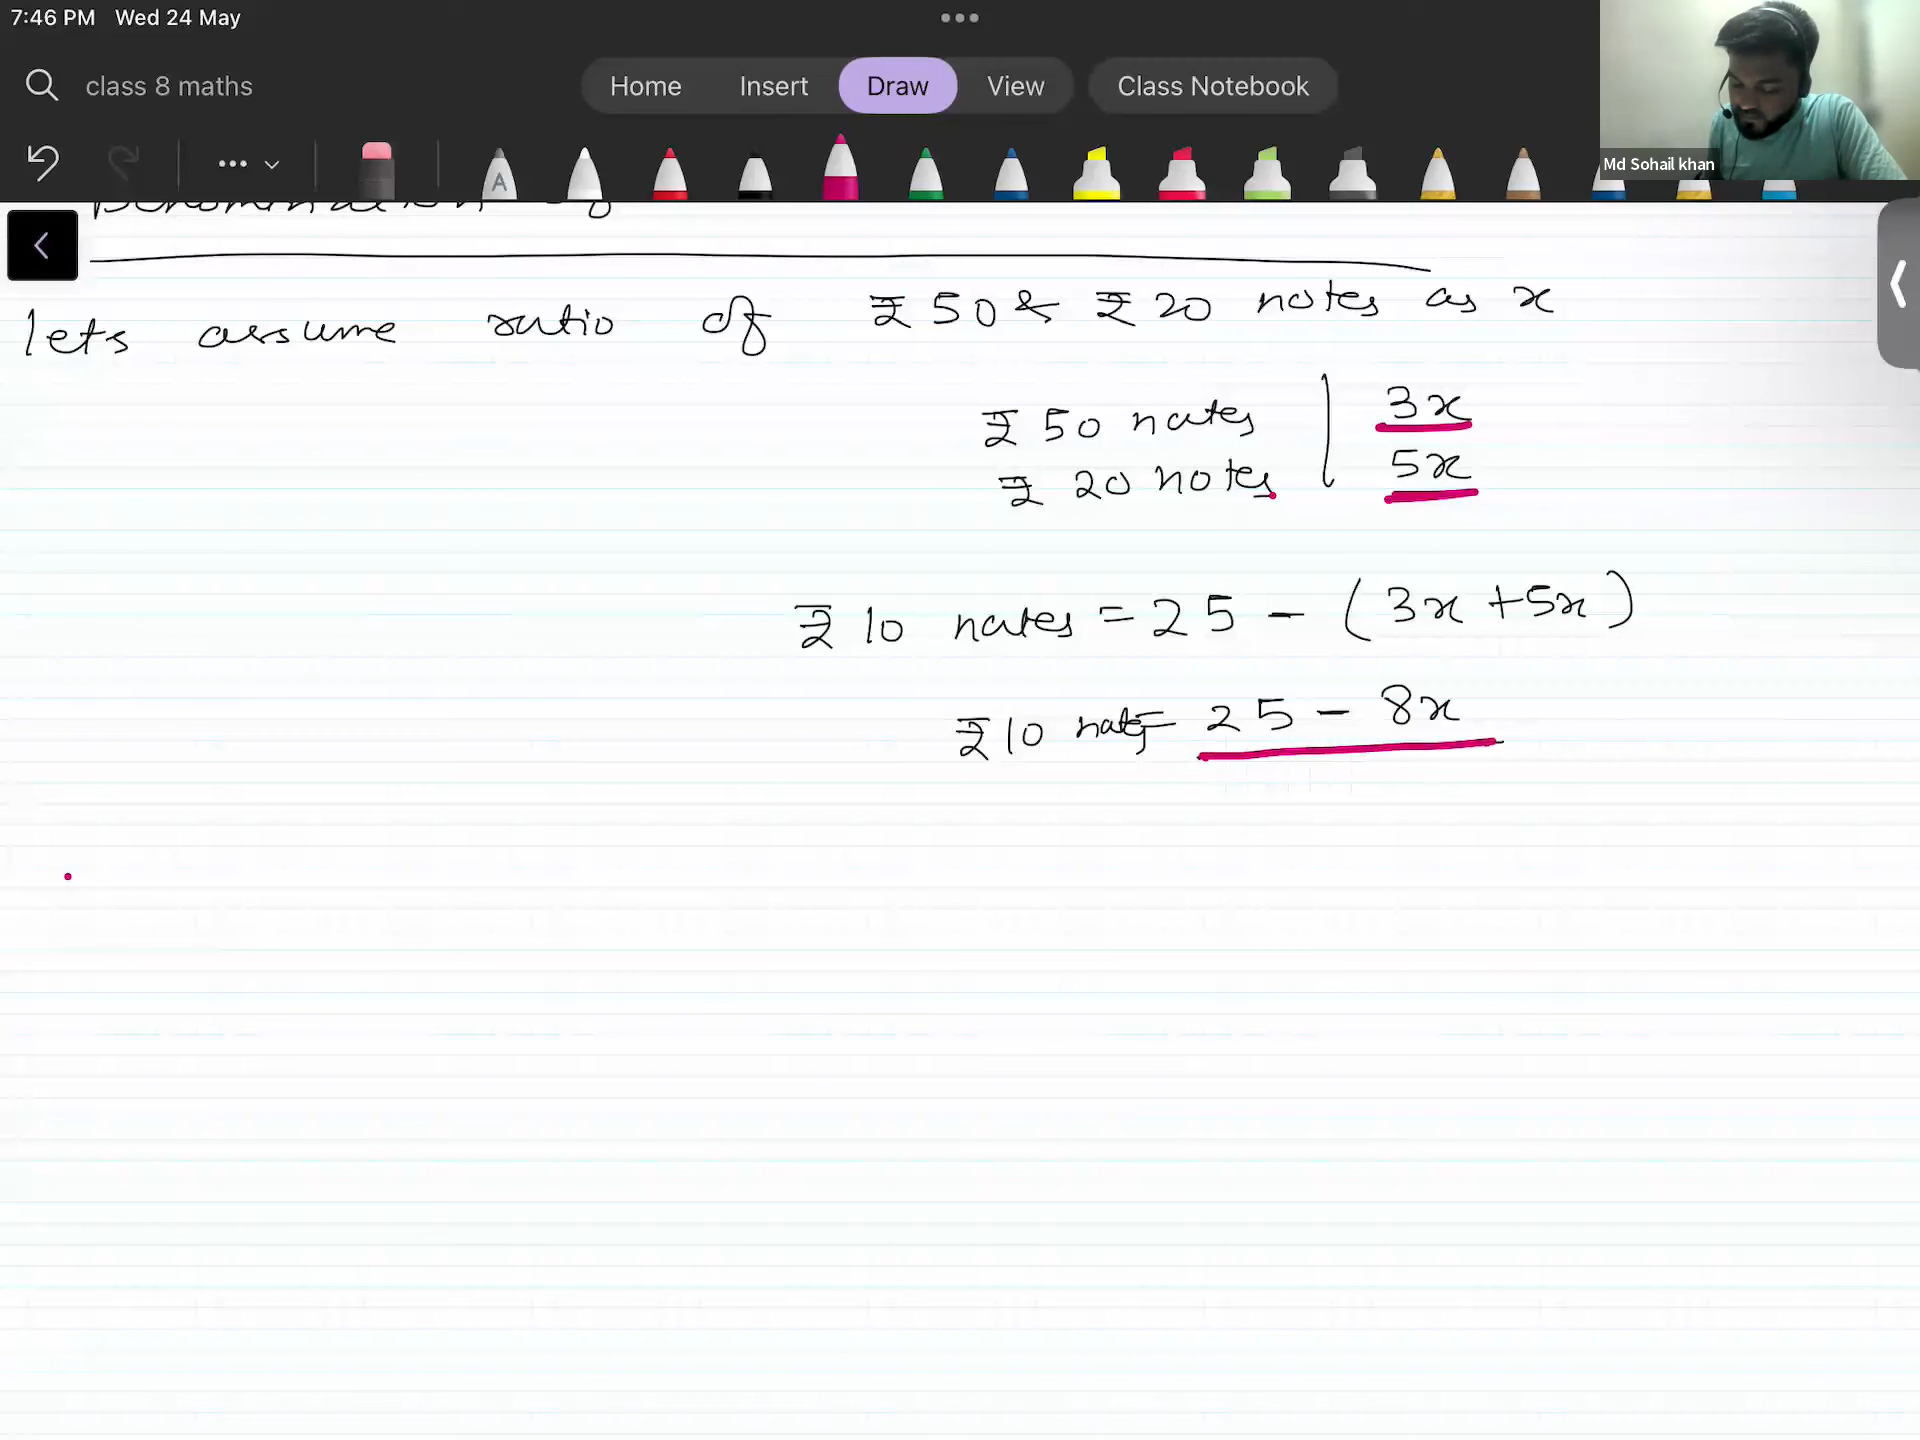 7:46 PM Wed 24 May
class 8 maths
Home Insert Draw View Class Notebook
A
Md Sohail khan
Denomination of
lets assume ratio of ₹ 50 & ₹ 20 notes as x
₹ 50 notes | 3x
₹ 20 notes | 5x
₹ 10 notes = 25 - (3x + 5x)
₹ 10 notes = 25 - 8x